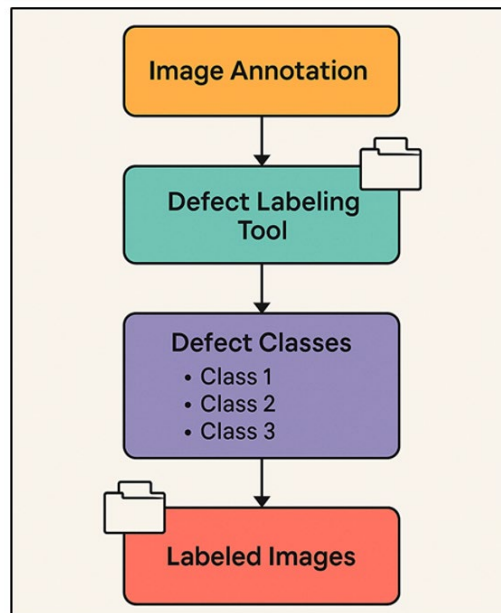 Image Annotation
Defect Labeling
Tool
Defect Classes
• Class 1
• Class 2
• Class 3
Labeled Images